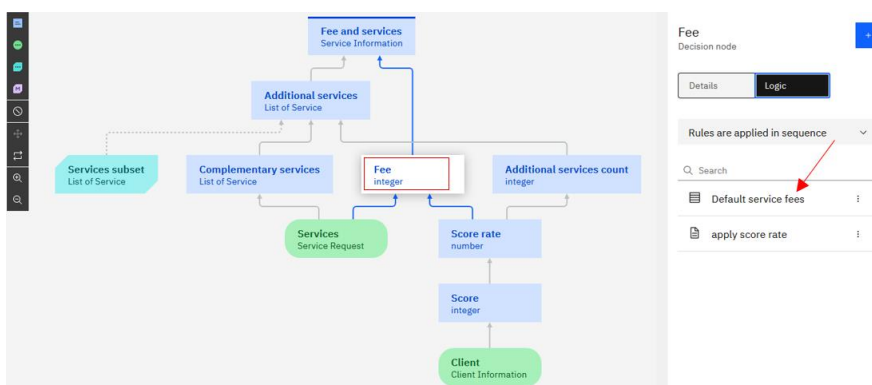 Fee and services
Service Information
Additional services
List of Service
Services subset
List of Service
Complementary services
List of Service
Fee
integer
Additional services count
integer
Services
Service Request
Score rate
number
Score
integer
Client
Client Information
Fee
Decision node
+
Details
Logic
Rules are applied in sequence
Search
Default service fees
apply score rate